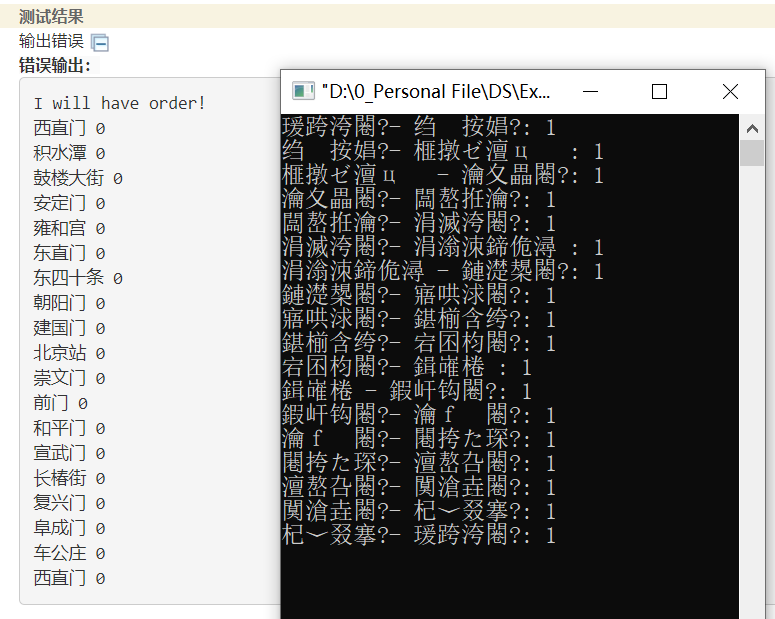 测试结果
输出错误
错误输出:
I will have order!
西直门 0
积水潭 0
鼓楼大街 0
安定门 0
雍和宫 0
东直门 0
东四十条 0
朝阳门 0
建国门 0
北京站 0
崇文门 0
前门 0
和平门 0
宣武门 0
长椿街 0
复兴门 0
阜成门 0
车公庄 0
西直门 0
"D:\0_Personal File\DS\Ex...
瑗跨洿闂?- 绉  按娼?: 1
绉  按娼?- 榧撴ゼ澶ц   : 1
榧撴ゼ澶ц   - 瀹夊畾闂?: 1
瀹夊畾闂?- 闆嶅拰瀹?: 1
闆嶅拰瀹?- 涓滅洿闂?: 1
涓滅洿闂?- 涓滃洓鍗佹潯 : 1
涓滃洓鍗佹潯 - 鏈濋槼闂?: 1
鏈濋槼闂?- 寤哄浗闂?: 1
寤哄浗闂?- 鍖椾含绔?: 1
鍖椾含绔?- 宕囨枃闂?: 1
宕囨枃闂?- 鍓嶉棬 : 1
鍓嶉棬 - 鍜屽钩闂?: 1
鍜屽钩闂?- 瀹ｆ  闂?: 1
瀹ｆ  闂?- 闀挎た琛?: 1
闀挎た琛?- 澶嶅叴闂?: 1
澶嶅叴闂?- 闃滄垚闂?: 1
闃滄垚闂?- 杞﹀叕搴?: 1
杞﹀叕搴?- 瑗跨洿闂?: 1